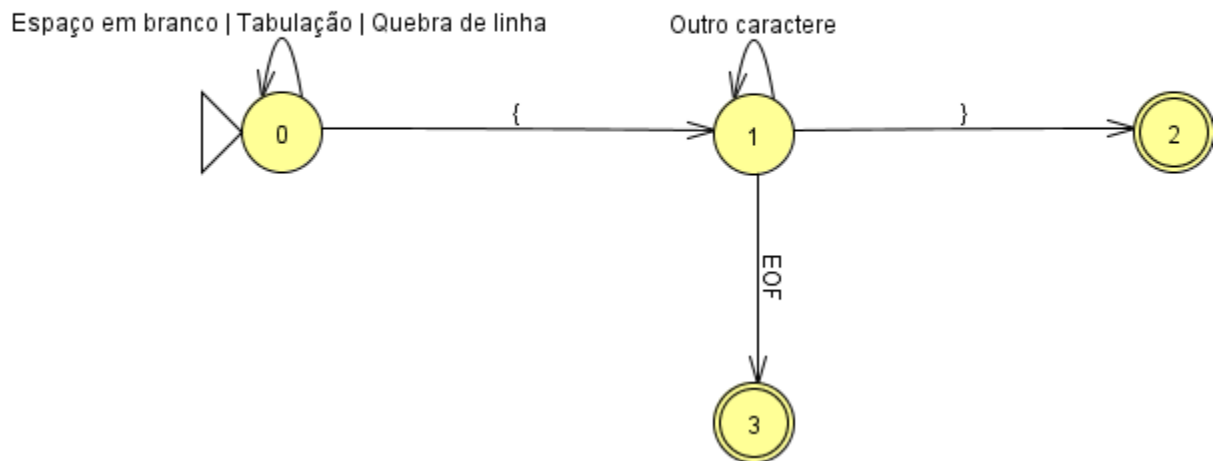 Espaço em branco | Tabulação | Quebra de linha
Outro caractere
0
{
1
}
2
EOF
3